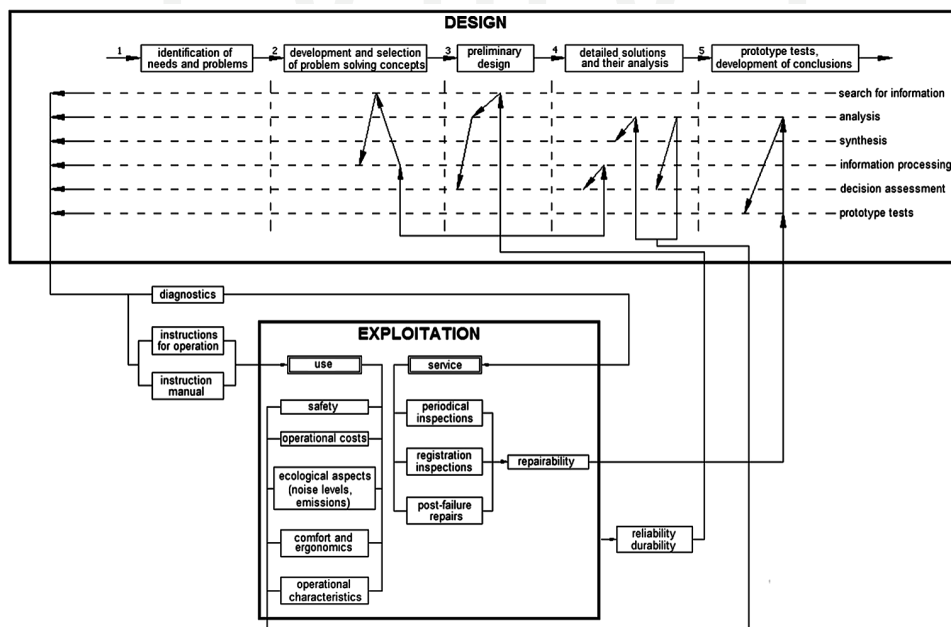 DESIGN
1
identification of
needs and problems
2
development and selection
of problem solving concepts
3
preliminary
design
4
detailed solutions
and their analysis
5
prototype tests,
development of conclusions
search for information
analysis
synthesis
information processing
decision assessment
prototype tests
diagnostics
instructions
for operation
instruction
manual
EXPLOITATION
use
safety
operational costs
ecological aspects
(noise levels,
emissions)
comfort and
ergonomics
operational
characteristics
service
periodical
inspections
registration
inspections
post-failure
repairs
repairability
reliability
durability